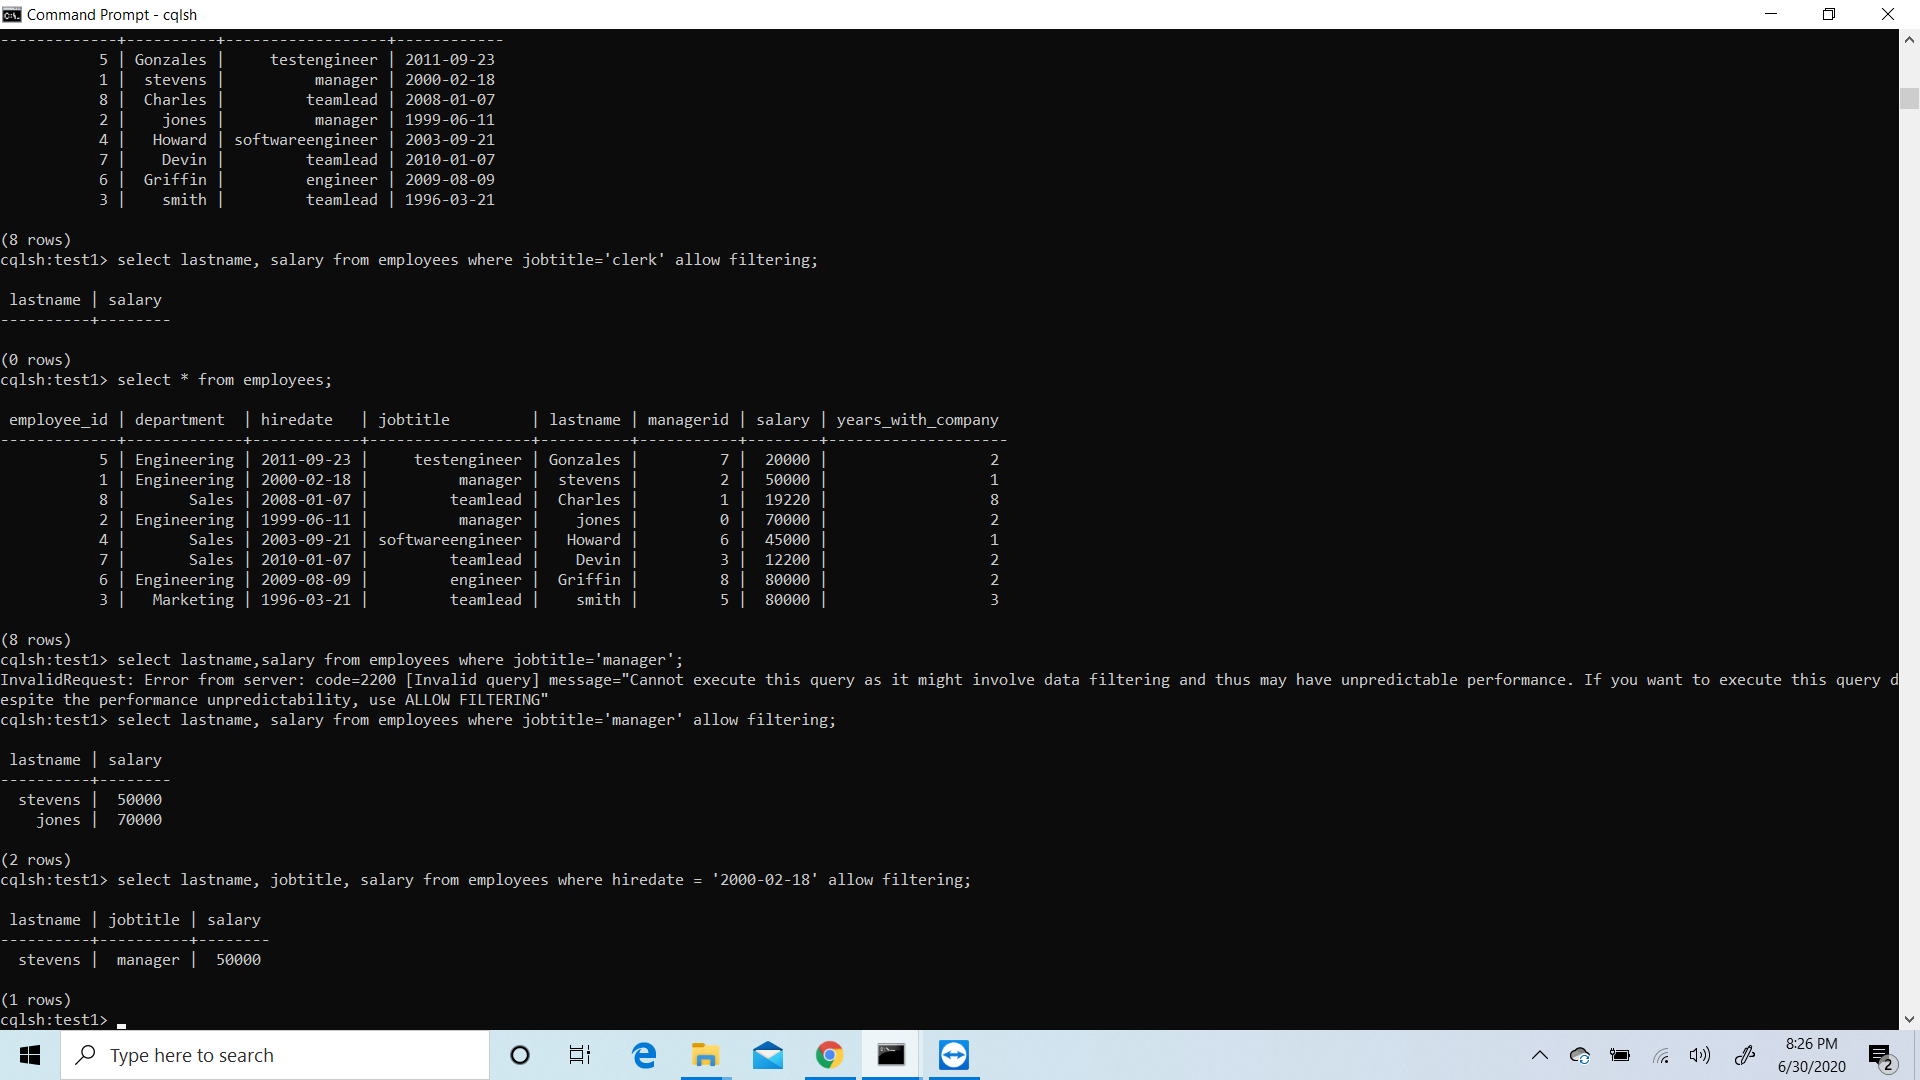 Command Prompt - cqlsh
-------------+----------+------------------+------------
           5 | Gonzales |     testengineer | 2011-09-23
           1 |  stevens |          manager | 2000-02-18
           8 |  Charles |         teamlead | 2008-01-07
           2 |    jones |          manager | 1999-06-11
           4 |   Howard | softwareengineer | 2003-09-21
           7 |    Devin |         teamlead | 2010-01-07
           6 |  Griffin |         engineer | 2009-08-09
           3 |    smith |         teamlead | 1996-03-21
(8 rows)
cqlsh:test1> select lastname, salary from employees where jobtitle='clerk' allow filtering;
 lastname | salary
----------+--------
(0 rows)
cqlsh:test1> select * from employees;
 employee_id | department  | hiredate   | jobtitle         | lastname | managerid | salary | years_with_company
-------------+-------------+------------+------------------+----------+-----------+--------+--------------------
           5 | Engineering | 2011-09-23 |     testengineer | Gonzales |         7 |  20000 |                  2
           1 | Engineering | 2000-02-18 |          manager |  stevens |         2 |  50000 |                  1
           8 |       Sales | 2008-01-07 |         teamlead |  Charles |         1 |  19220 |                  8
           2 | Engineering | 1999-06-11 |          manager |    jones |         0 |  70000 |                  2
           4 |       Sales | 2003-09-21 | softwareengineer |   Howard |         6 |  45000 |                  1
           7 |       Sales | 2010-01-07 |         teamlead |    Devin |         3 |  12200 |                  2
           6 | Engineering | 2009-08-09 |         engineer |  Griffin |         8 |  80000 |                  2
           3 |   Marketing | 1996-03-21 |         teamlead |    smith |         5 |  80000 |                  3
(8 rows)
cqlsh:test1> select lastname,salary from employees where jobtitle='manager';
InvalidRequest: Error from server: code=2200 [Invalid query] message="Cannot execute this query as it might involve data filtering and thus may have unpredictable performance. If you want to execute this query d
espite the performance unpredictability, use ALLOW FILTERING"
cqlsh:test1> select lastname, salary from employees where jobtitle='manager' allow filtering;
 lastname | salary
----------+--------
  stevens |  50000
    jones |  70000
(2 rows)
cqlsh:test1> select lastname, jobtitle, salary from employees where hiredate = '2000-02-18' allow filtering;
 lastname | jobtitle | salary
----------+----------+--------
  stevens |  manager |  50000
(1 rows)
cqlsh:test1>
Type here to search
8:26 PM
6/30/2020
2